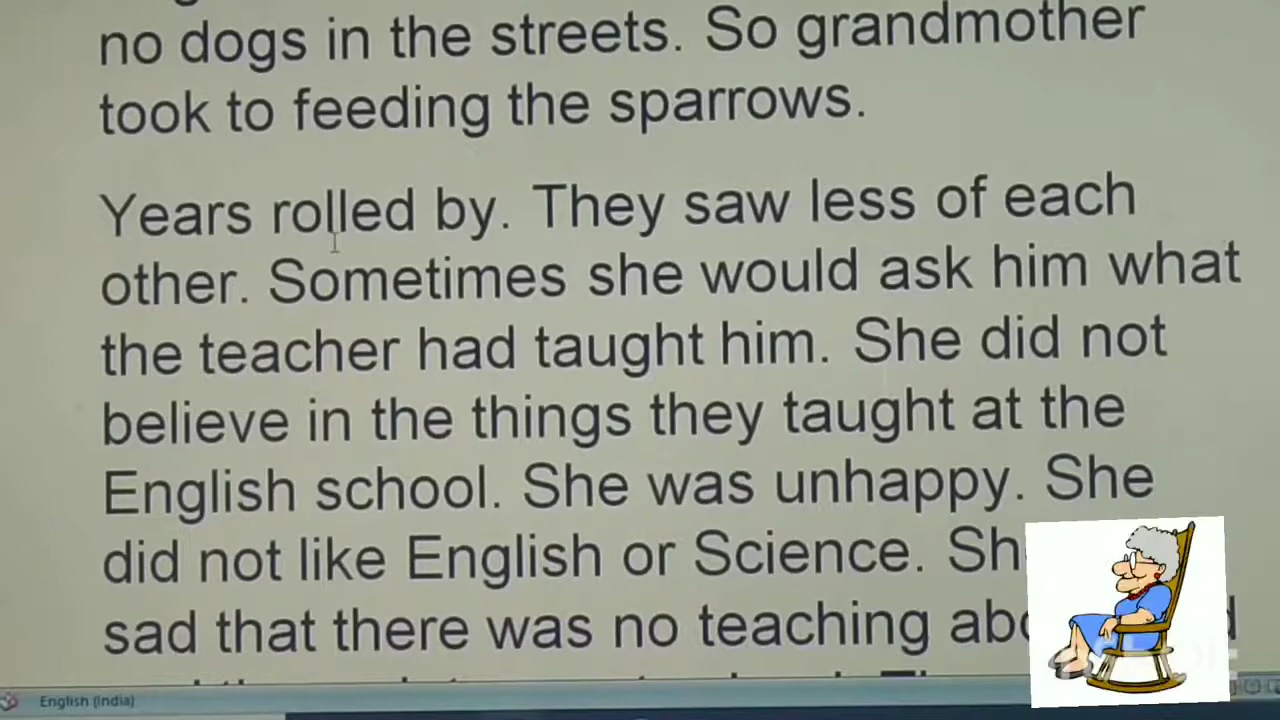 no dogs in the streets. So grandmother
took to feeding the sparrows.
Years rolled by. They saw less of each
other. Sometimes she would ask him what
the teacher had taught him. She did not
believe in the things they taught at the
English school. She was unhappy. She
did not like English or Science.
sad that there was no teaching
English (India)